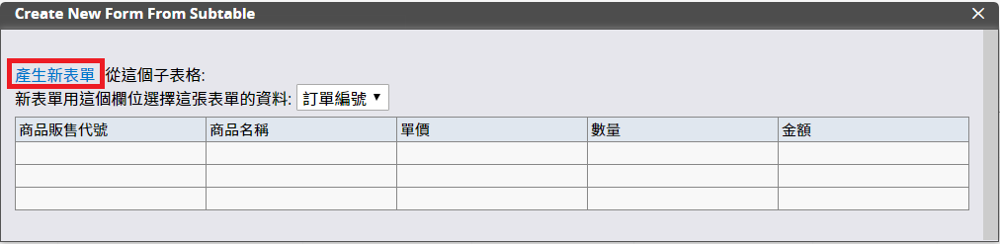 Create New Form From Subtable
產生新表單 從這個子表格:
新表單用這個欄位選擇這張表單的資料: 訂單編號
商品販售代號 商品名稱 單價 數量 金額